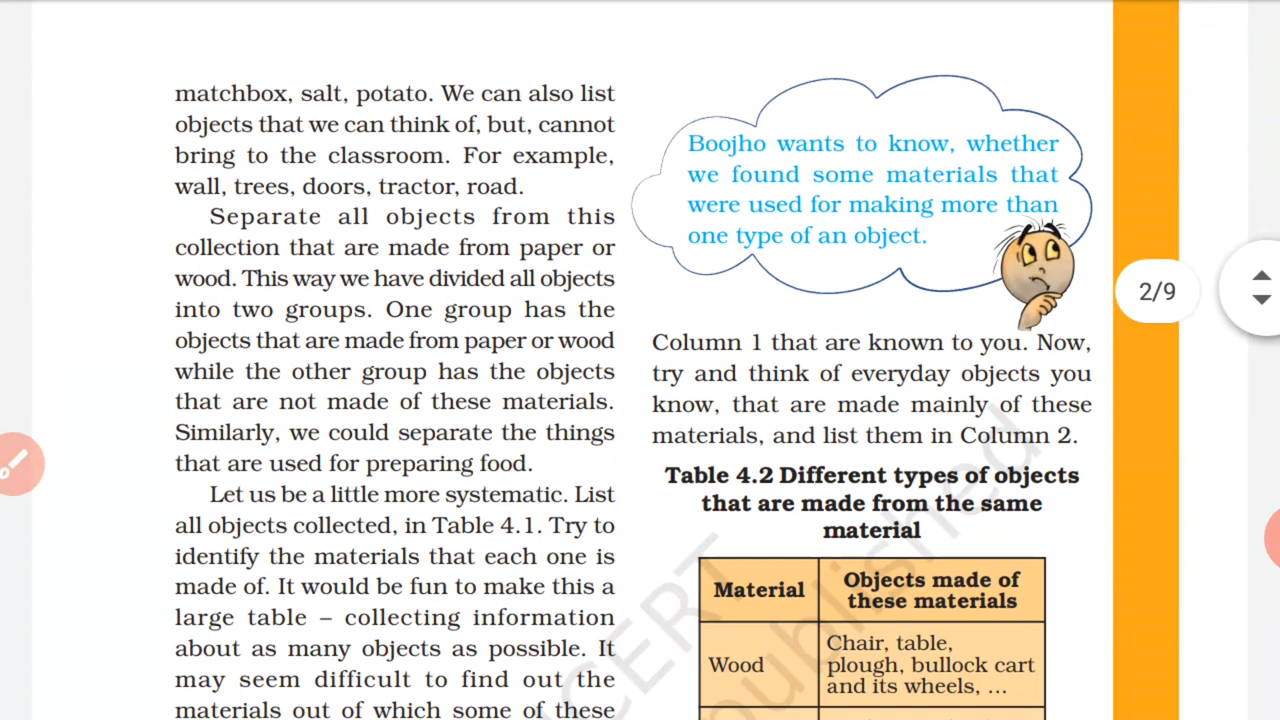 matchbox, salt, potato. We can also list
objects that we can think of, but, cannot
bring to the classroom. For example,
wall, trees, doors, tractor, road.
Separate all objects from this
collection that are made from paper or
wood. This way we have divided all objects
into two groups. One group has the
objects that are made from paper or wood
while the other group has the objects
that are not made of these materials.
Similarly, we could separate the things
that are used for preparing food.
Let us be a little more systematic. List
all objects collected, in Table 4.1. Try to
identify the materials that each one is
made of. It would be fun to make this a
large table – collecting information
about as many objects as possible. It
may seem difficult to find out the
materials out of which some of these
Boojho wants to know, whether
we found some materials that
were used for making more than
one type of an object.
Column 1 that are known to you. Now,
try and think of everyday objects you
know, that are made mainly of these
materials, and list them in Column 2.
Table 4.2 Different types of objects
that are made from the same
material
Material
Objects made of
these materials
Wood
Chair, table,
plough, bullock cart
and its wheels, ...
2/9
NCERT
published